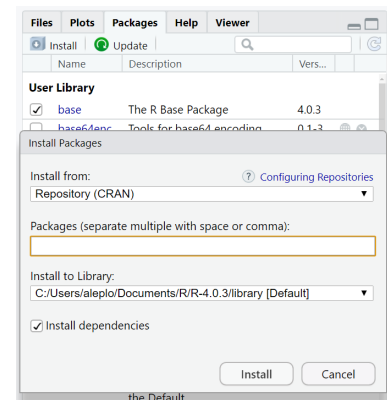 Files Plots Packages Help Viewer
Install Update
Name Description Vers...
User Library
base The R Base Package 4.0.3
base64enc Tools for base64 encoding 0.1-3
Install Packages
Install from: ? Configuring Repositories
Repository (CRAN)
Packages (separate multiple with space or comma):
Install to Library:
C:/Users/aleplo/Documents/R/R-4.0.3/library [Default]
Install dependencies
Install Cancel
the Default